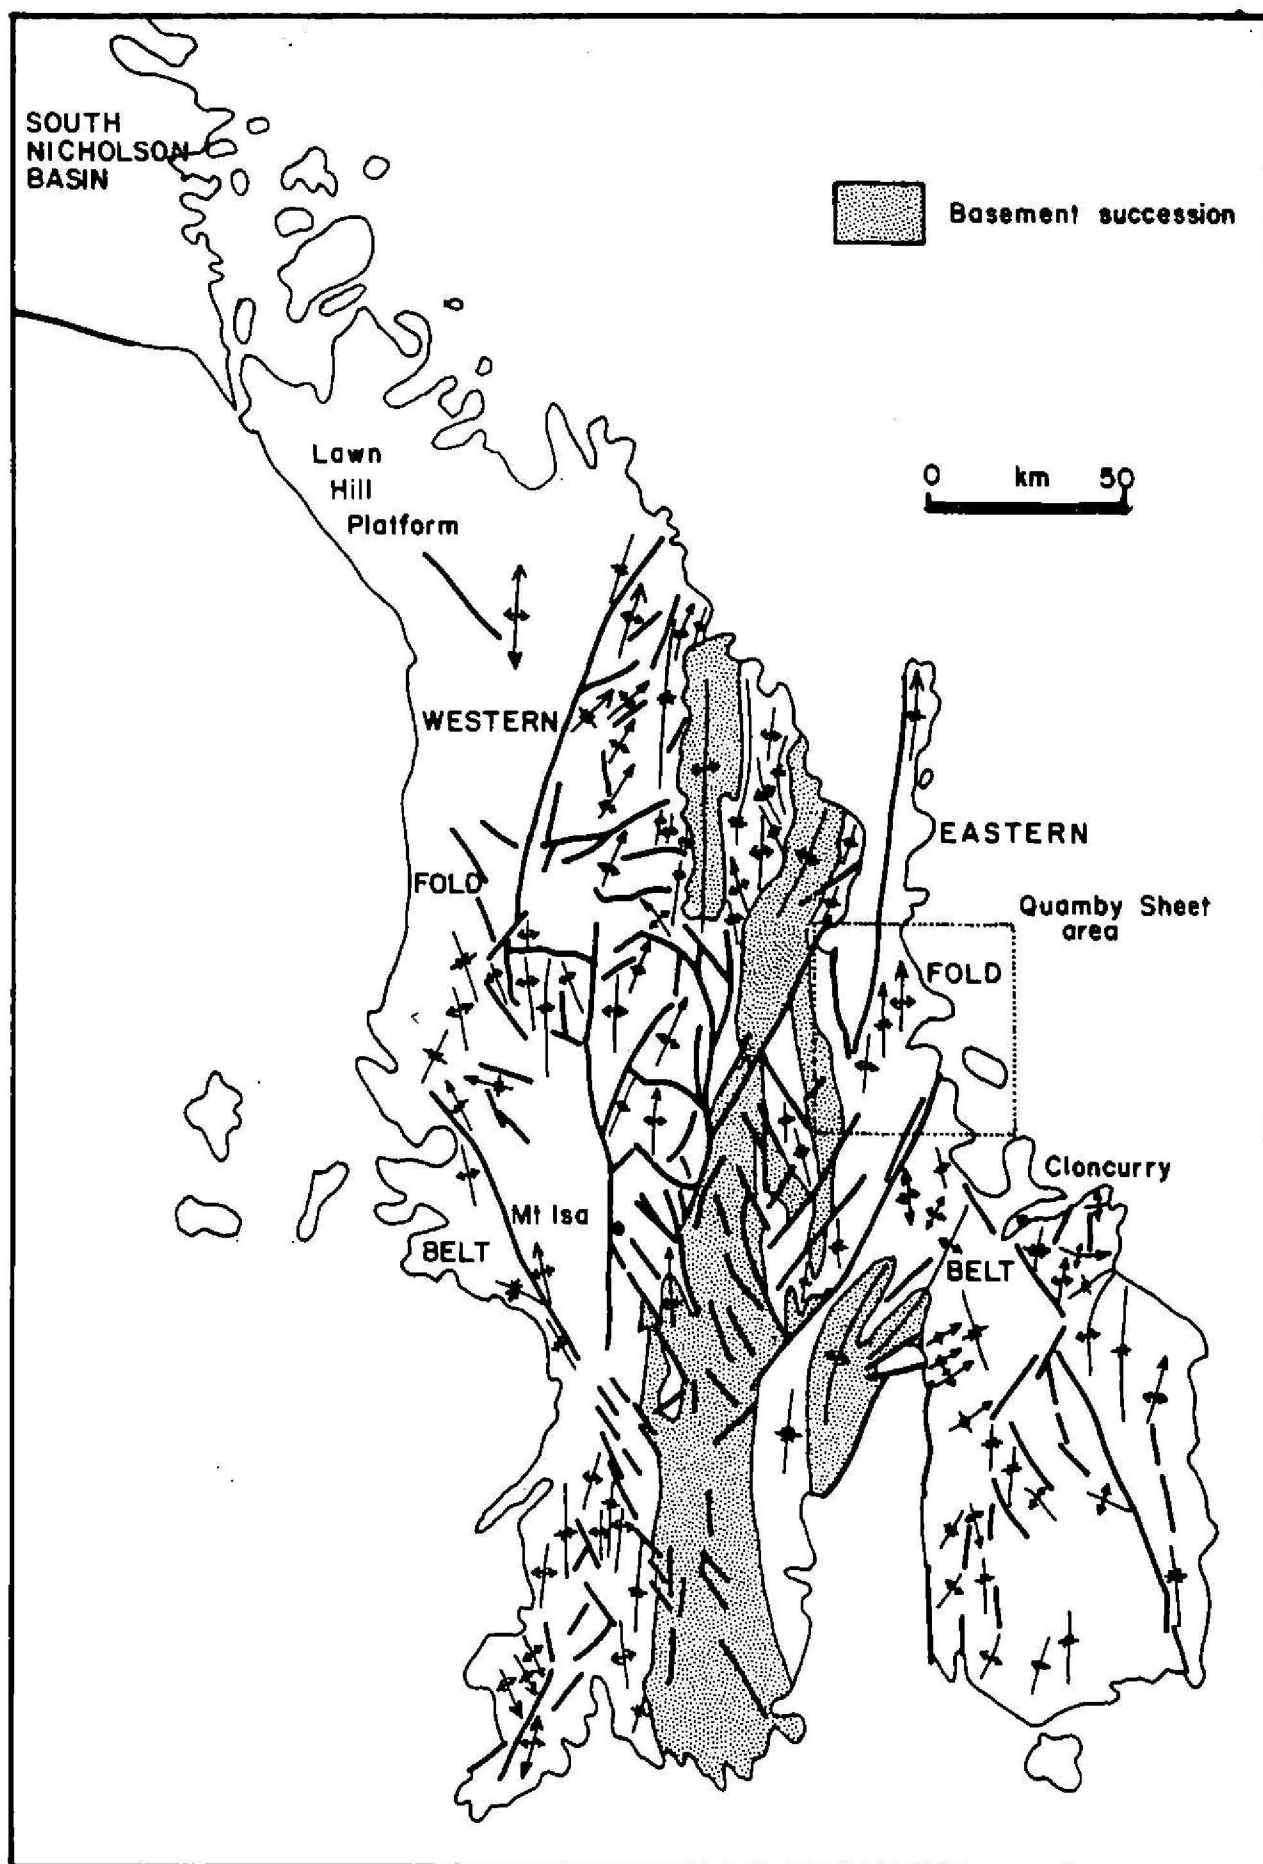 SOUTH
NICHOLSON
BASIN
Basement succession
Lawn
Hill
Platform
0 km 50
WESTERN
EASTERN
FOLD
Quamby Sheet
area
FOLD
Cloncurry
Mt Isa
BELT
BELT